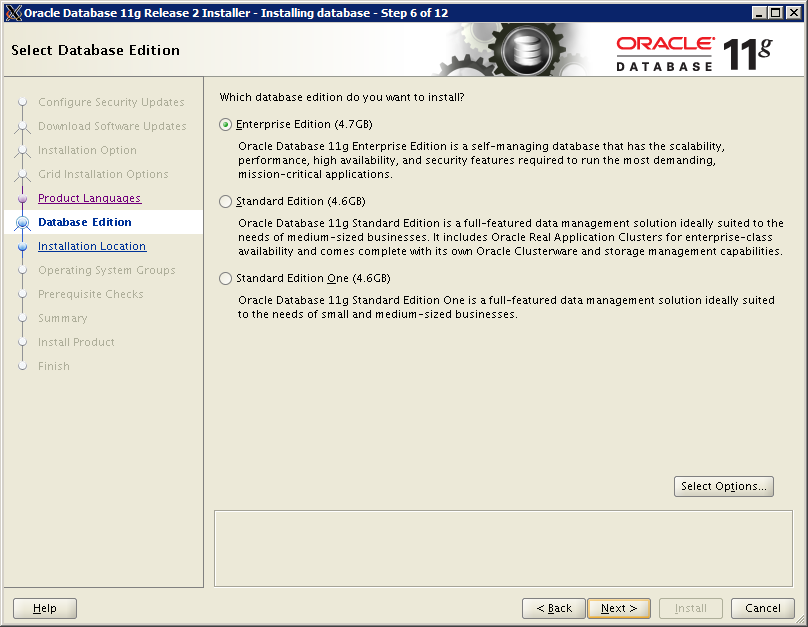 Oracle Database 11g Release 2 Installer - Installing database - Step 6 of 12
Select Database Edition
ORACLE
DATABASE 11g
Configure Security Updates
Download Software Updates
Installation Option
Grid Installation Options
Product Languages
Database Edition
Installation Location
Operating System Groups
Prerequisite Checks
Summary
Install Product
Finish
Which database edition do you want to install?
Enterprise Edition (4.7GB)
Oracle Database 11g Enterprise Edition is a self-managing database that has the scalability,
performance, high availability, and security features required to run the most demanding,
mission-critical applications.
Standard Edition (4.6GB)
Oracle Database 11g Standard Edition is a full-featured data management solution ideally suited to the
needs of medium-sized businesses. It includes Oracle Real Application Clusters for enterprise-class
availability and comes complete with its own Oracle Clusterware and storage management capabilities.
Standard Edition One (4.6GB)
Oracle Database 11g Standard Edition One is a full-featured data management solution ideally suited
to the needs of small and medium-sized businesses.
Select Options...
Help
< Back
Next >
Install
Cancel